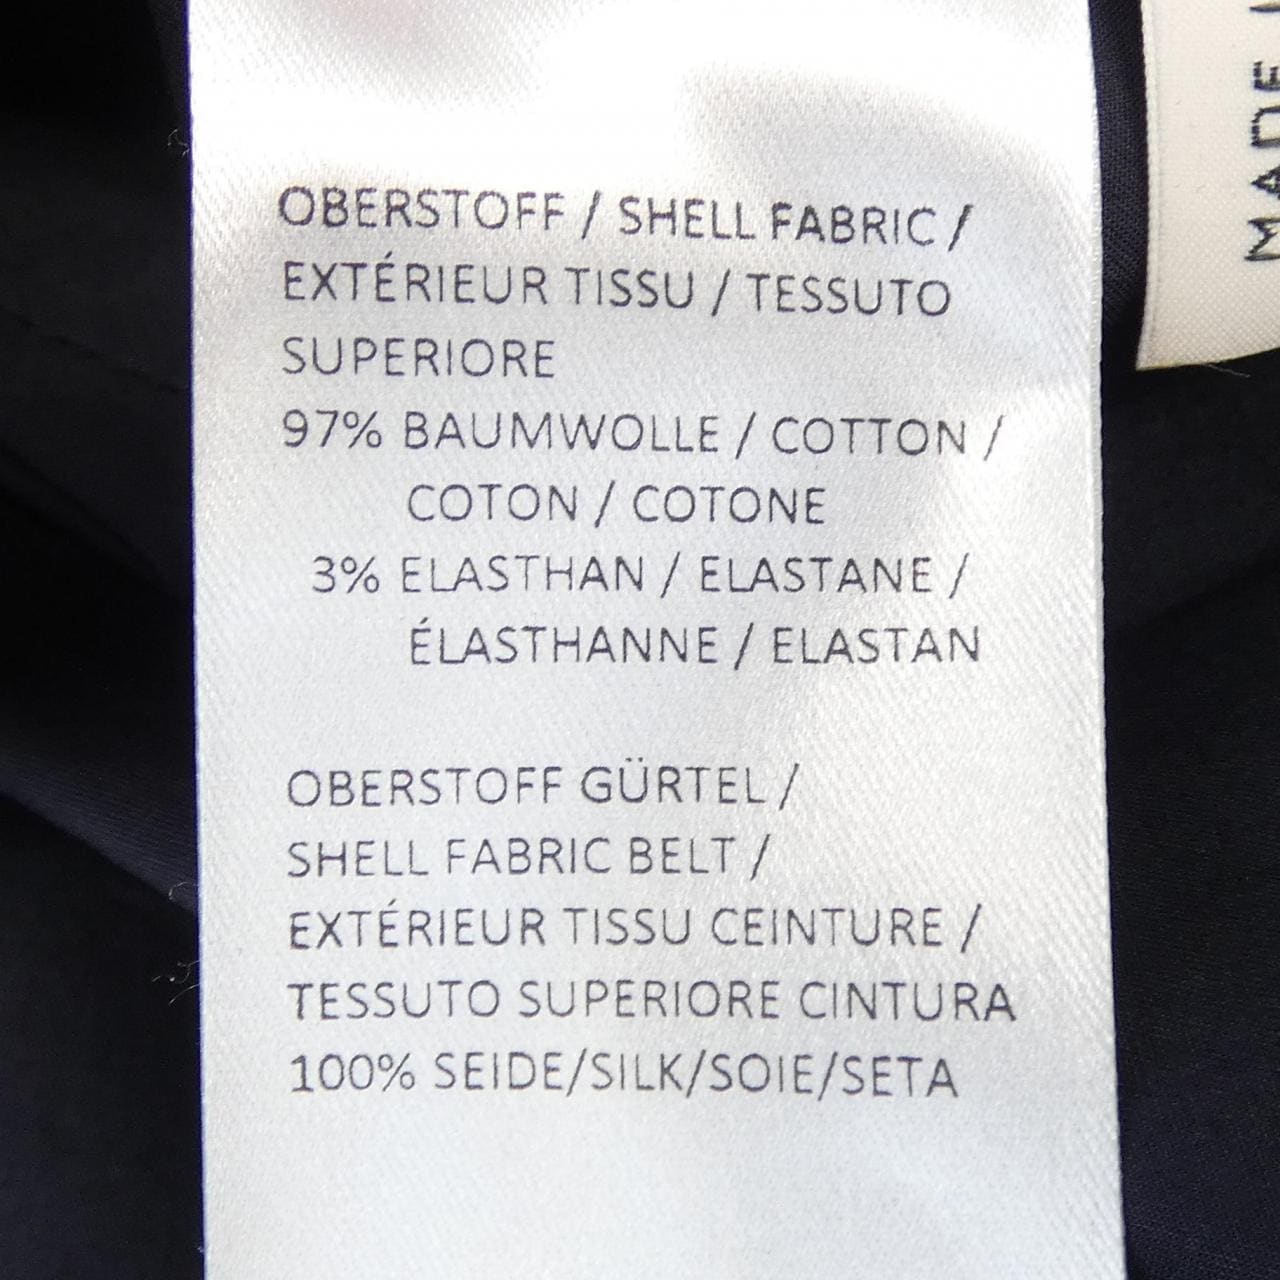 OBERSTOFF / SHELL FABRIC /
EXTÉRIEUR TISSU / TESSUTO
SUPERIORE
97% BAUMWOLLE / COTTON /
COTON / COTONE
3% ELASTHAN / ELASTANE /
ÉLASTHANNE / ELASTAN
OBERSTOFF GÜRTEL /
SHELL FABRIC BELT /
EXTÉRIEUR TISSU CEINTURE /
TESSUTO SUPERIORE CINTURA
100% SEIDE/SILK/SOIE/SETA
MADE